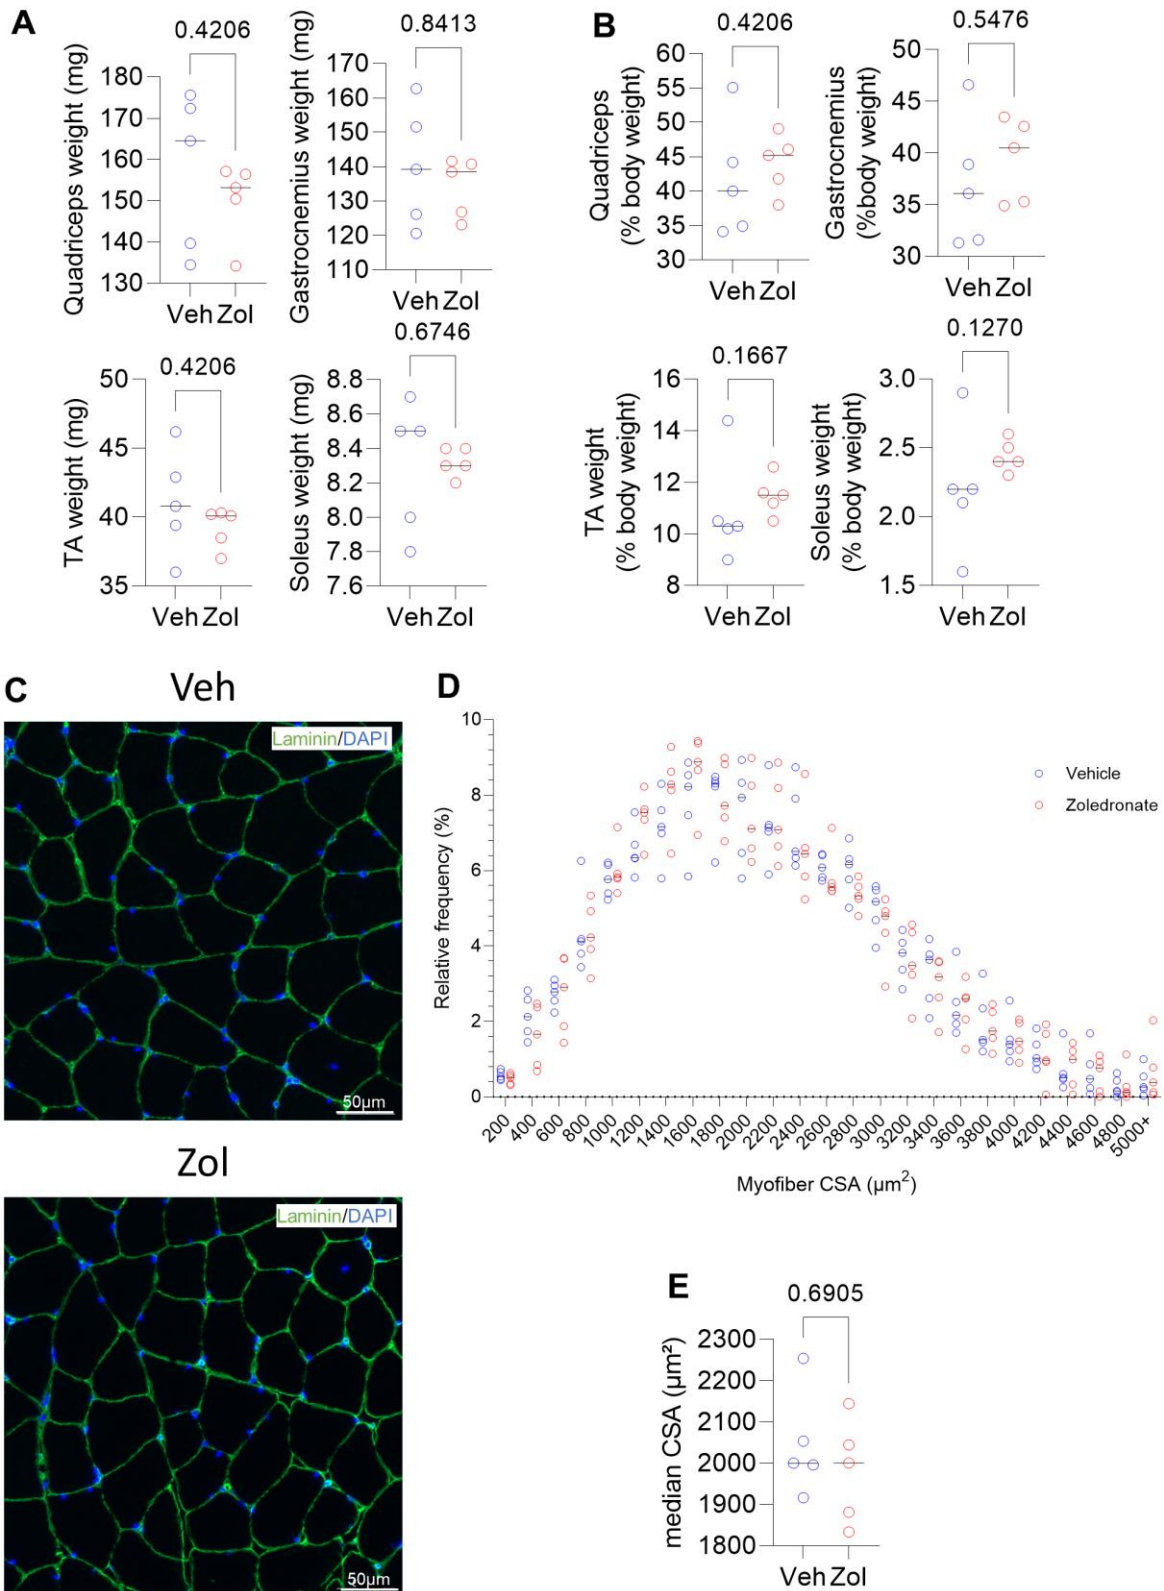 A
0.4206
Quadriceps weight (mg)
180
170
160
150
140
130
Veh Zol
0.8413
Gastrocnemius weight (mg)
170
160
150
140
130
120
110
Veh Zol
0.4206
TA weight (mg)
50
45
40
35
Veh Zol
0.6746
Soleus weight (mg)
8.8
8.6
8.4
8.2
8.0
7.8
7.6
Veh Zol
B
0.4206
Quadriceps
(% body weight)
60
55
50
45
40
35
30
Veh Zol
0.5476
Gastrocnemius
(%body weight)
50
45
40
35
30
Veh Zol
0.1667
TA weight
(% body weight)
16
14
12
10
8
Veh Zol
0.1270
Soleus weight
(% body weight)
3.0
2.5
2.0
1.5
Veh Zol
C
Veh
Laminin/DAPI
50µm
Zol
Laminin/DAPI
50µm
D
Relative frequency (%)
10
8
6
4
2
0
200
400
600
800
1000
1200
1400
1600
1800
2000
2200
2400
2600
2800
3000
3200
3400
3600
3800
4000
4200
4400
4600
4800
5000+
Myofiber CSA (µm²)
Vehicle
Zoledronate
E
0.6905
median CSA (µm²)
2300
2200
2100
2000
1900
1800
Veh Zol